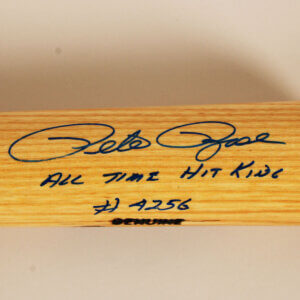 Pete Rose
ALL TIME HIT KING
# 4256
GENUINE